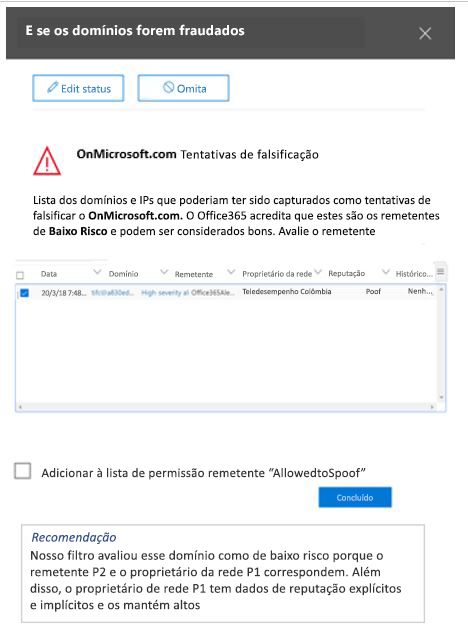 E se os domínios forem fraudados
Edit status
Omita
OnMicrosoft.com Tentativas de falsificação
Lista dos domínios e IPs que poderiam ter sido capturados como tentativas de
falsificar o OnMicrosoft.com. O Office365 acredita que estes são os remetentes
de Baixo Risco e podem ser considerados bons. Avalie o remetente
Data Domínio Remetente Proprietário da rede Reputação Histórico...
20/3/18 7:48... High severity al Office365Ale... Teledesempenho Colômbia Poof Nenh...
Adicionar à lista de permissão remetente “AllowedtoSpoof”
Concluído
Recomendação
Nosso filtro avaliou esse domínio como de baixo risco porque o
remetente P2 e o proprietário da rede P1 correspondem. Além
disso, o proprietário de rede P1 tem dados de reputação explícitos
e implícitos e os mantém altos